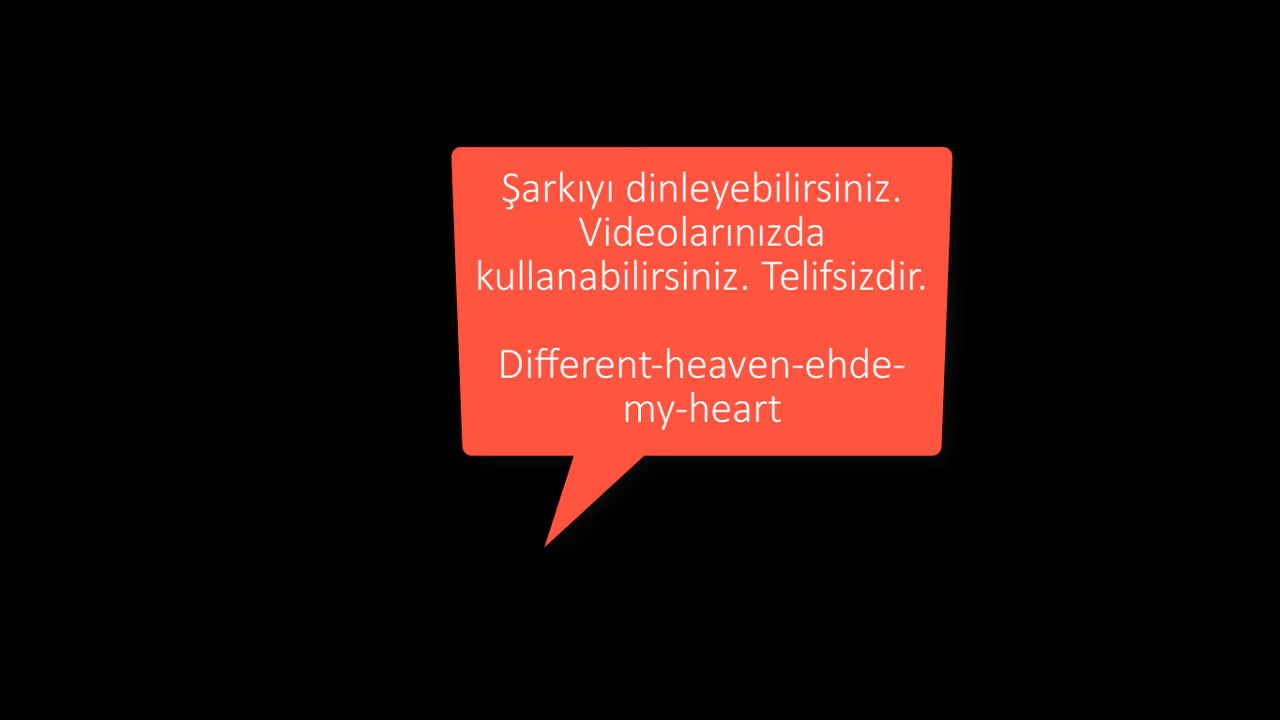 Şarkıyı dinleyebilirsiniz.
Videolarınızda
kullanabilirsiniz. Telifsizdir.
Different-heaven-ehde-
my-heart